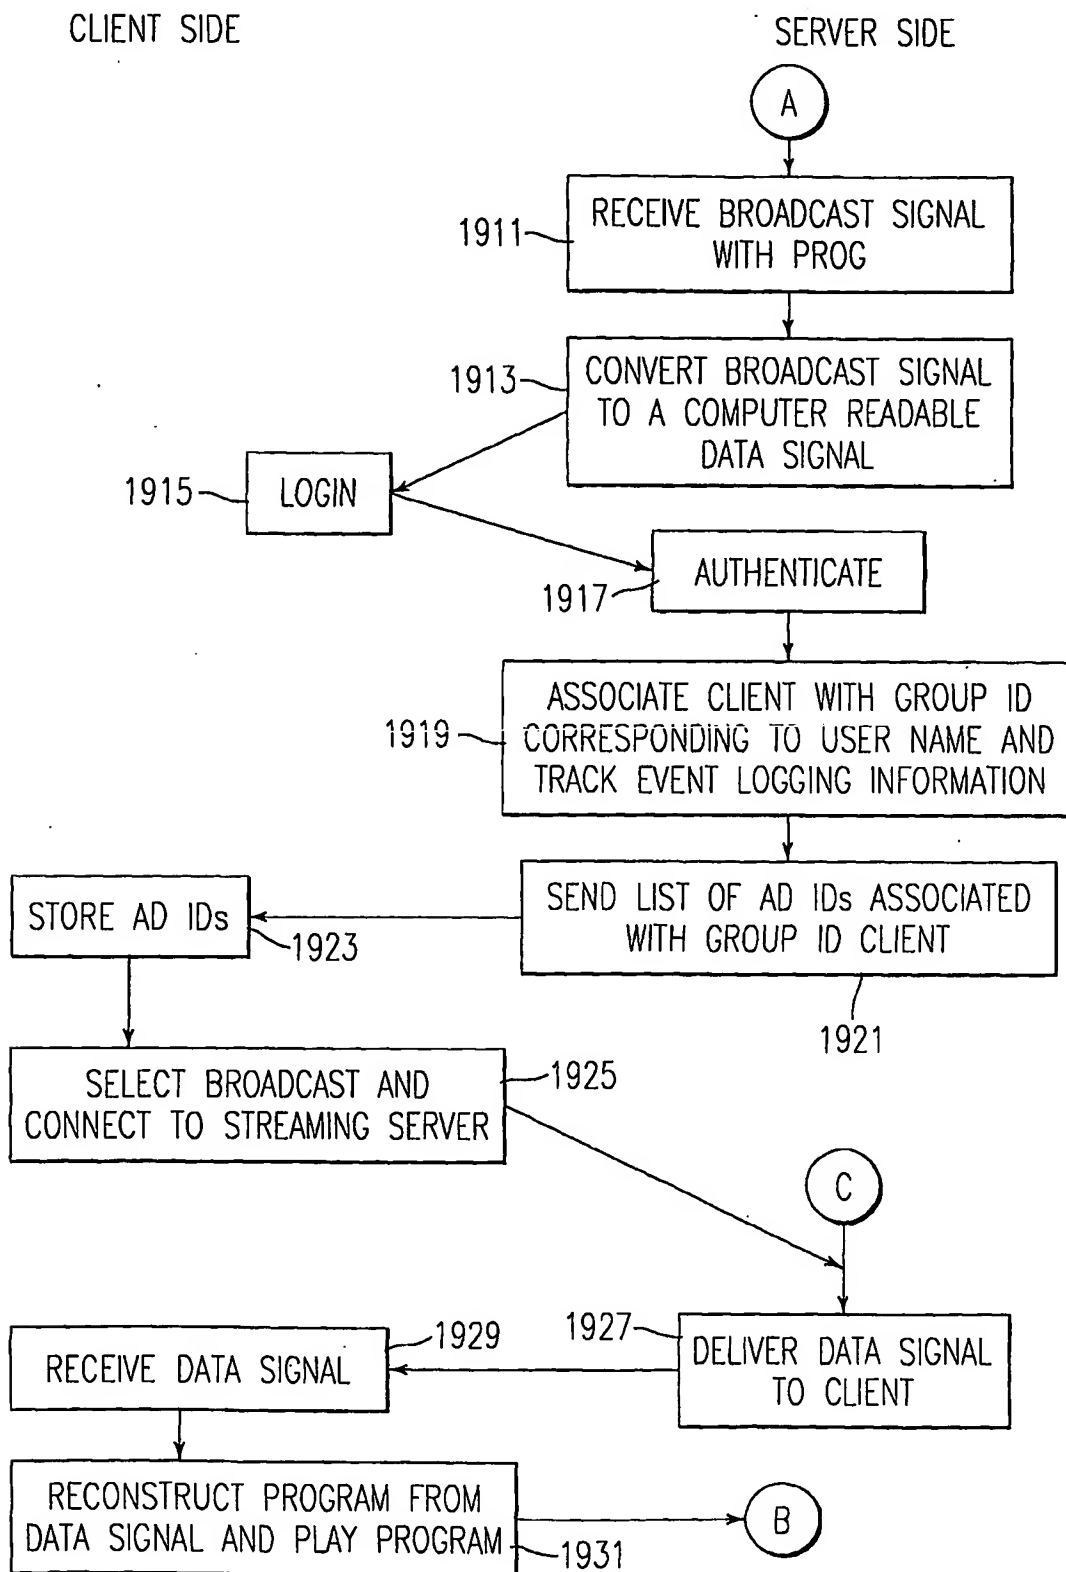 CLIENT SIDE
SERVER SIDE
A
1911
RECEIVE BROADCAST SIGNAL
WITH PROG
1913
CONVERT BROADCAST SIGNAL
TO A COMPUTER READABLE
DATA SIGNAL
1915
LOGIN
1917
AUTHENTICATE
1919
ASSOCIATE CLIENT WITH GROUP ID
CORRESPONDING TO USER NAME AND
TRACK EVENT LOGGING INFORMATION
SEND LIST OF AD IDs ASSOCIATED
WITH GROUP ID CLIENT
1921
STORE AD IDs
1923
SELECT BROADCAST AND
CONNECT TO STREAMING SERVER
1925
C
1927
DELIVER DATA SIGNAL
TO CLIENT
1929
RECEIVE DATA SIGNAL
RECONSTRUCT PROGRAM FROM
DATA SIGNAL AND PLAY PROGRAM
1931
B